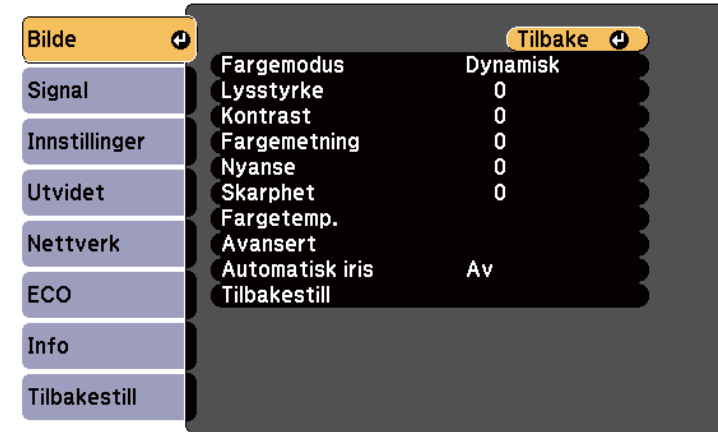 Bilde
Signal
Innstillinger
Utvidet
Nettverk
ECO
Info
Tilbakestill
Tilbake
Fargemodus Dynamisk
Lysstyrke 0
Kontrast 0
Fargemetning 0
Nyanse 0
Skarphet 0
Fargetemp.
Avansert
Automatisk iris Av
Tilbakestill